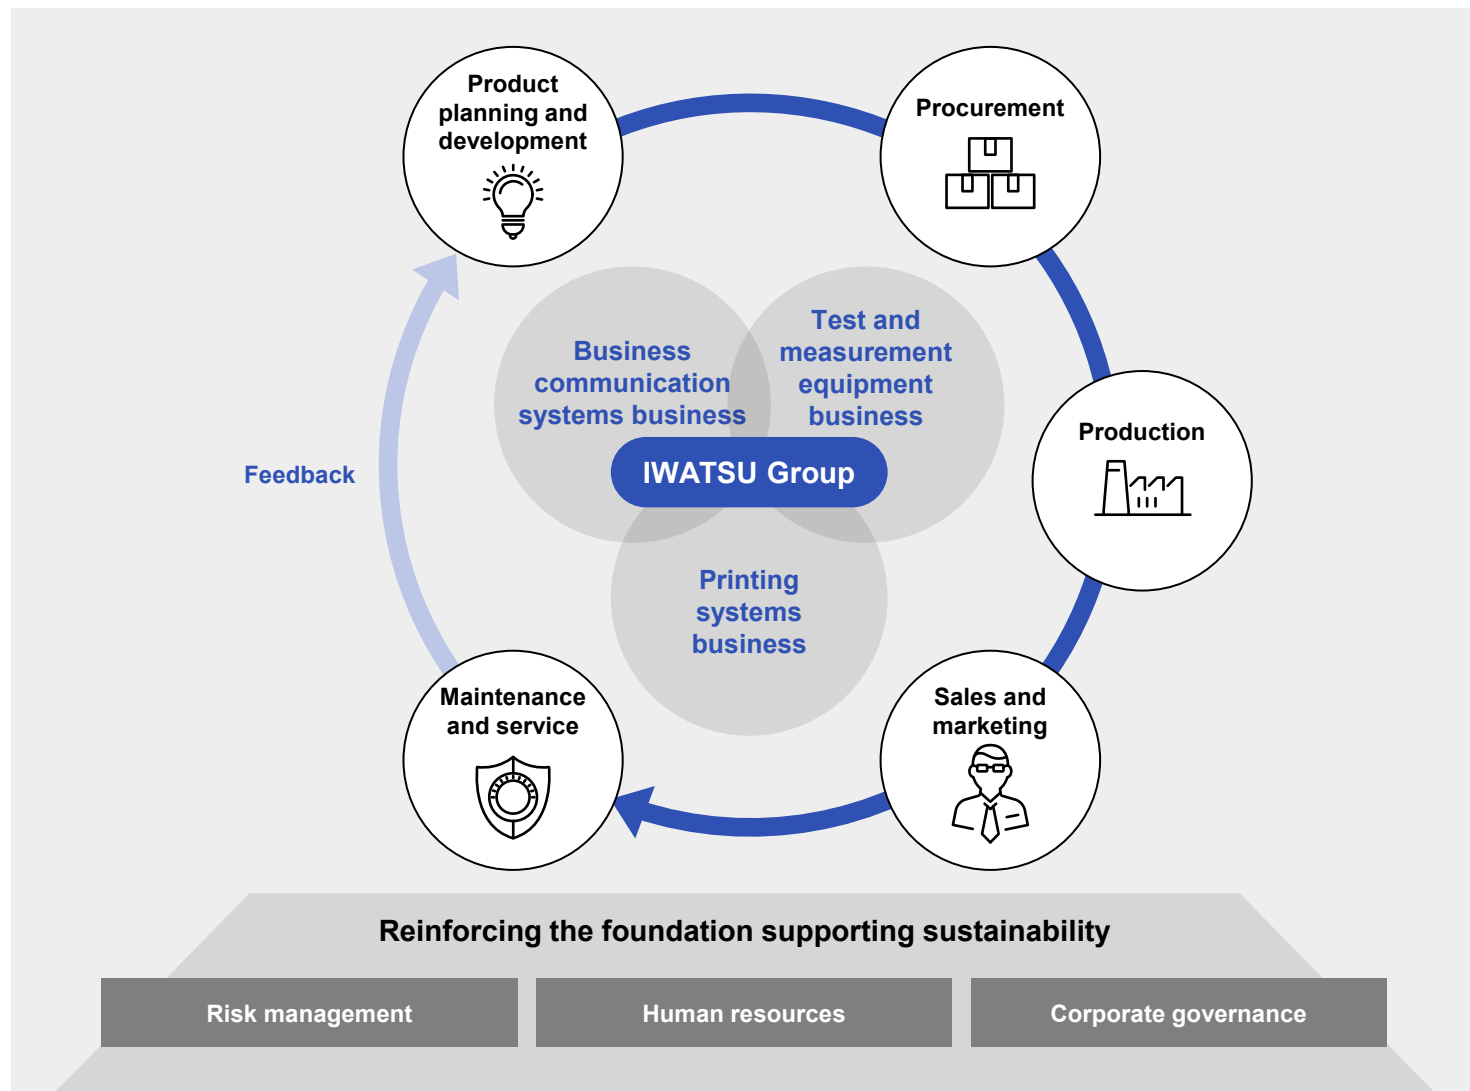 Product
planning and
development
Procurement
Test and
measurement
equipment
business
Business
communication
systems business
Production
IWATSU Group
Feedback
Printing
systems
business
Maintenance
and service
Sales and
marketing
Reinforcing the foundation supporting sustainability
Risk management
Human resources
Corporate governance